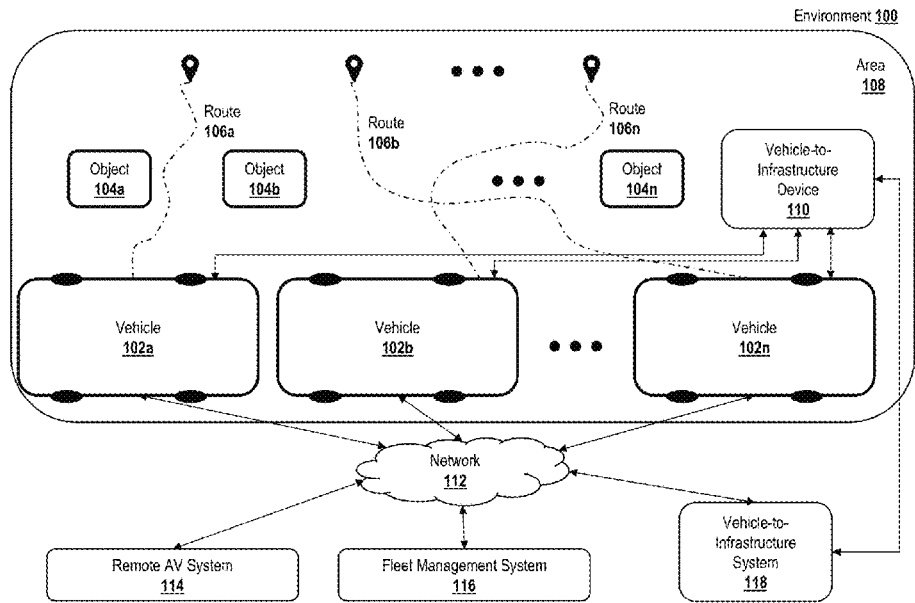 Environment 100
Area
108
Route
106a
Route
106b
Route
106n
Object
104a
Object
104b
Object
104n
Vehicle-to-
Infrastructure
Device
110
Vehicle
102a
Vehicle
102b
Vehicle
102n
Network
112
Remote AV System
114
Fleet Management System
116
Vehicle-to-
Infrastructure
System
118